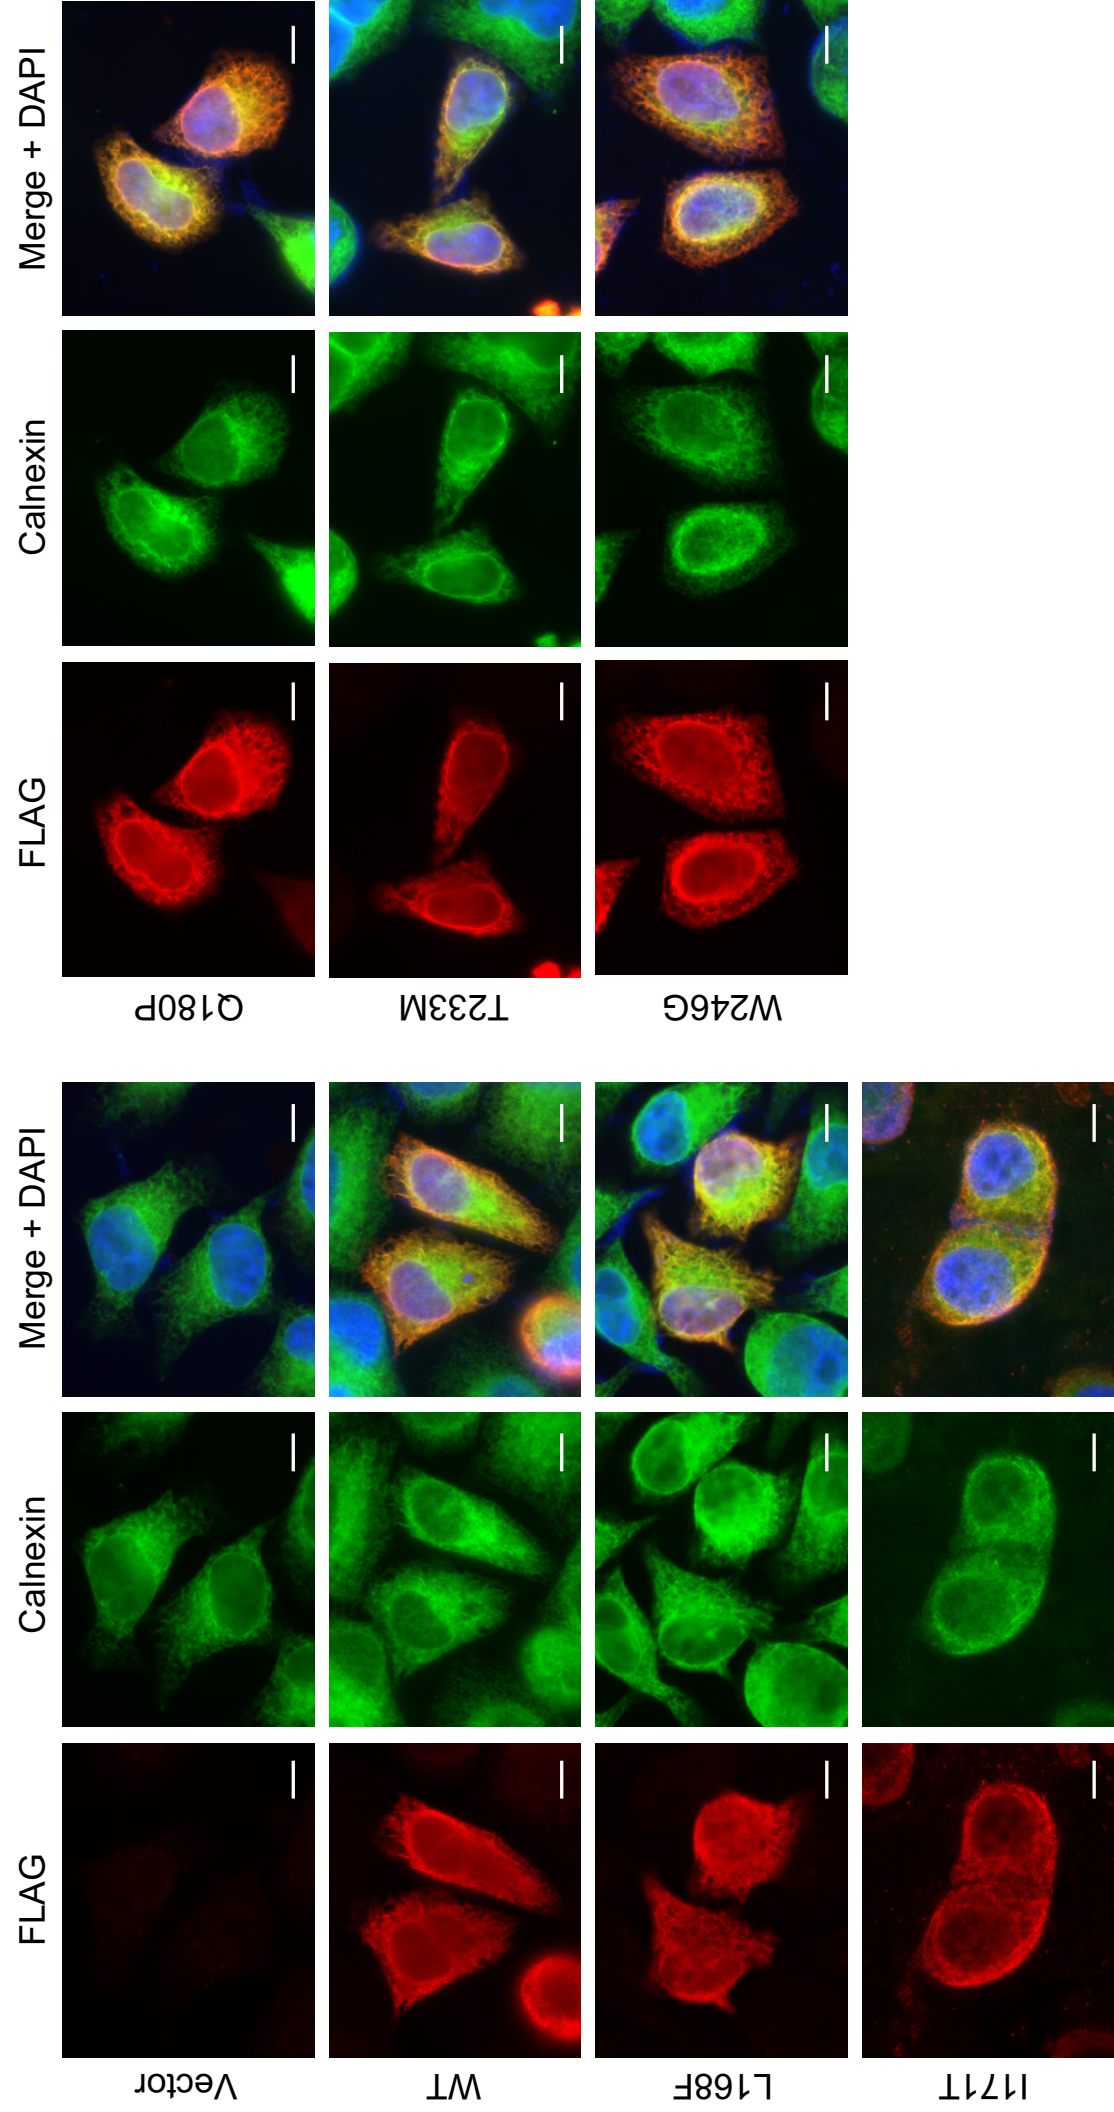 FLAG
Calnexin
Merge + DAPI
Vector
WT
L168F
I171T
FLAG
Calnexin
Merge + DAPI
Q180P
T233M
W246G